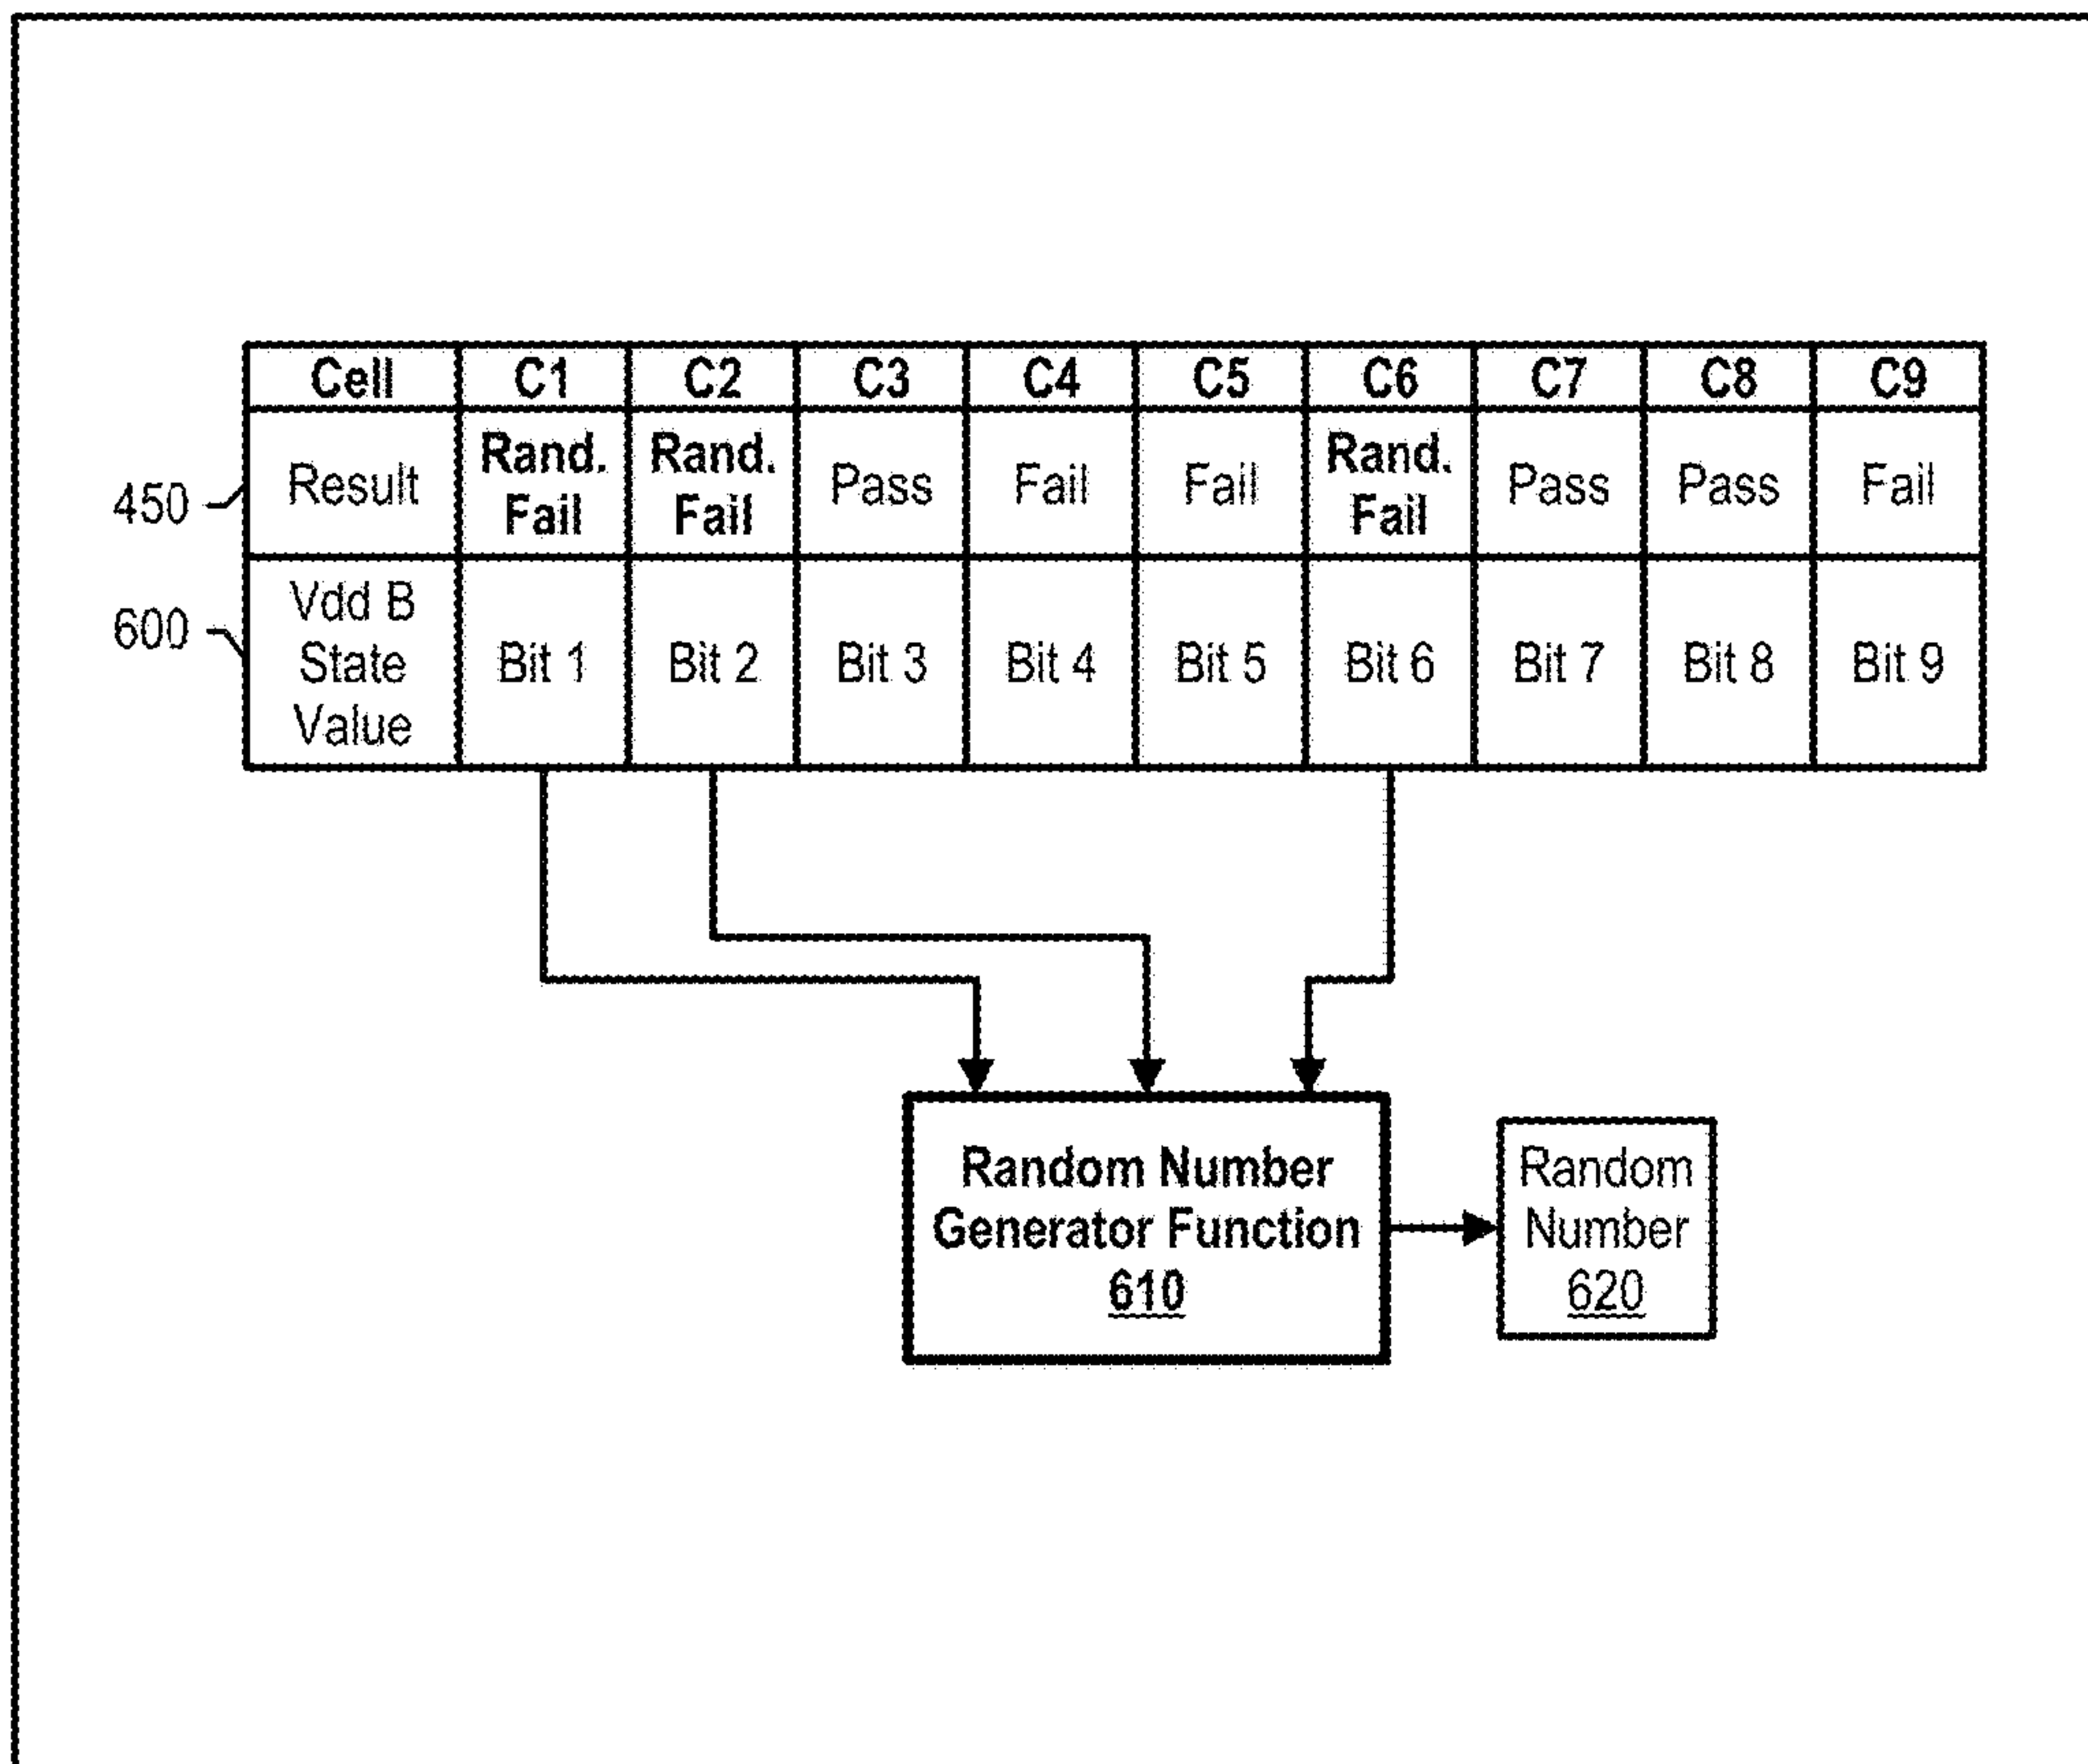 Cell C1 C2 C3 C4 C5 C6 C7 C8 C9
450 Result Rand. Fail Rand. Fail Pass Fail Fail Rand. Fail Pass Pass Fail
600 Vdd B State Value Bit 1 Bit 2 Bit 3 Bit 4 Bit 5 Bit 6 Bit 7 Bit 8 Bit 9
Random Number
Generator Function
610
Random
Number
620